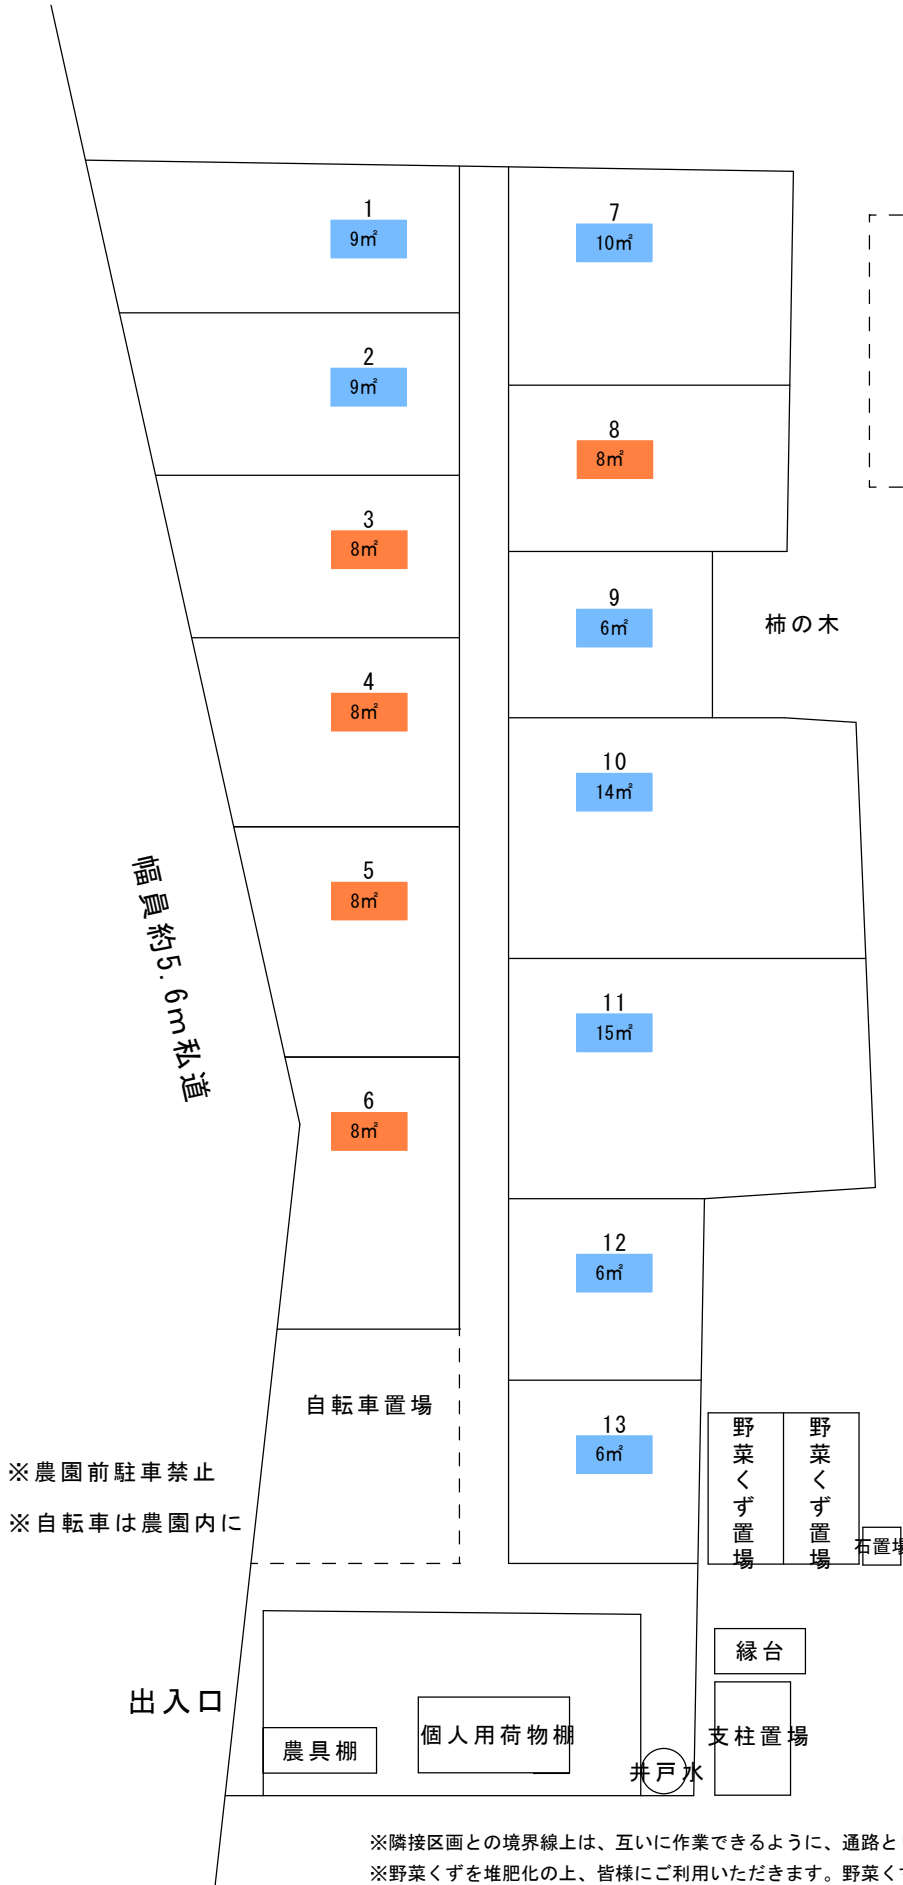 1
9㎡
2
9㎡
3
8㎡
4
8㎡
5
8㎡
6
8㎡
7
10㎡
8
8㎡
9
6㎡
柿の木
10
14㎡
11
15㎡
12
6㎡
13
6㎡
幅員約5.6m私道
自転車置場
※農園前駐車禁止
※自転車は農園内に
野菜くず置場
野菜くず置場
石置場
縁台
出入口
農具棚
個人用荷物棚
井戸水
支柱置場
※隣接区画との境界線上は、互いに作業できるように、通路と
※野菜くずを堆肥化の上、皆様にご利用いただきます。野菜く